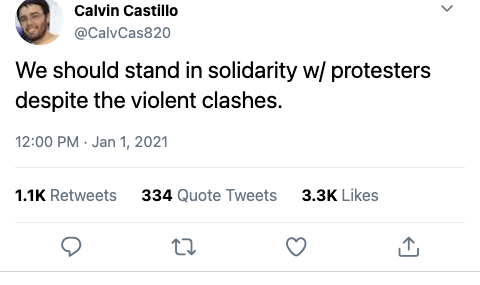 Calvin Castillo
@CalvCas820
We should stand in solidarity w/ protesters
despite the violent clashes.
12:00 PM · Jan 1, 2021
1.1K Retweets 334 Quote Tweets 3.3K Likes